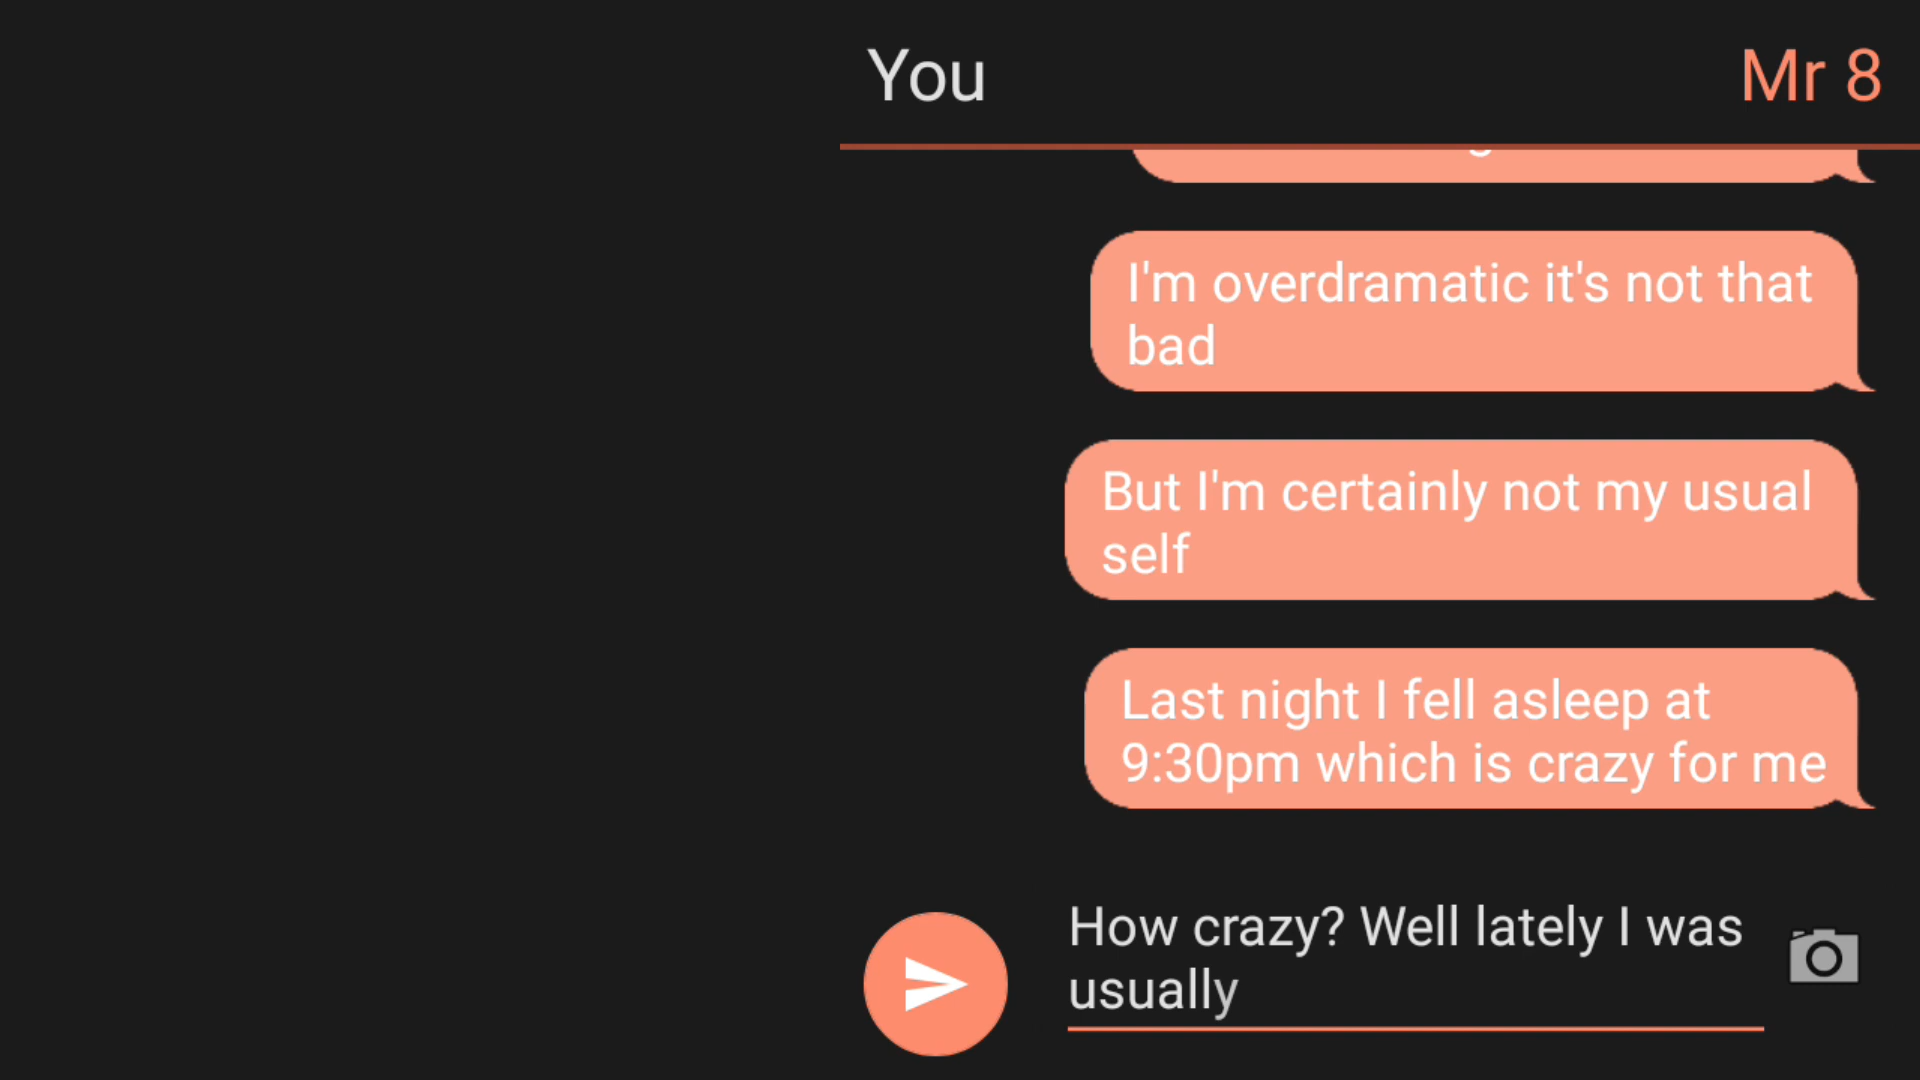 You
Mr 8
I'm overdramatic it's not that
bad
But I'm certainly not my usual
self
Last night I fell asleep at
9:30pm which is crazy for me
How crazy? Well lately I was
usually